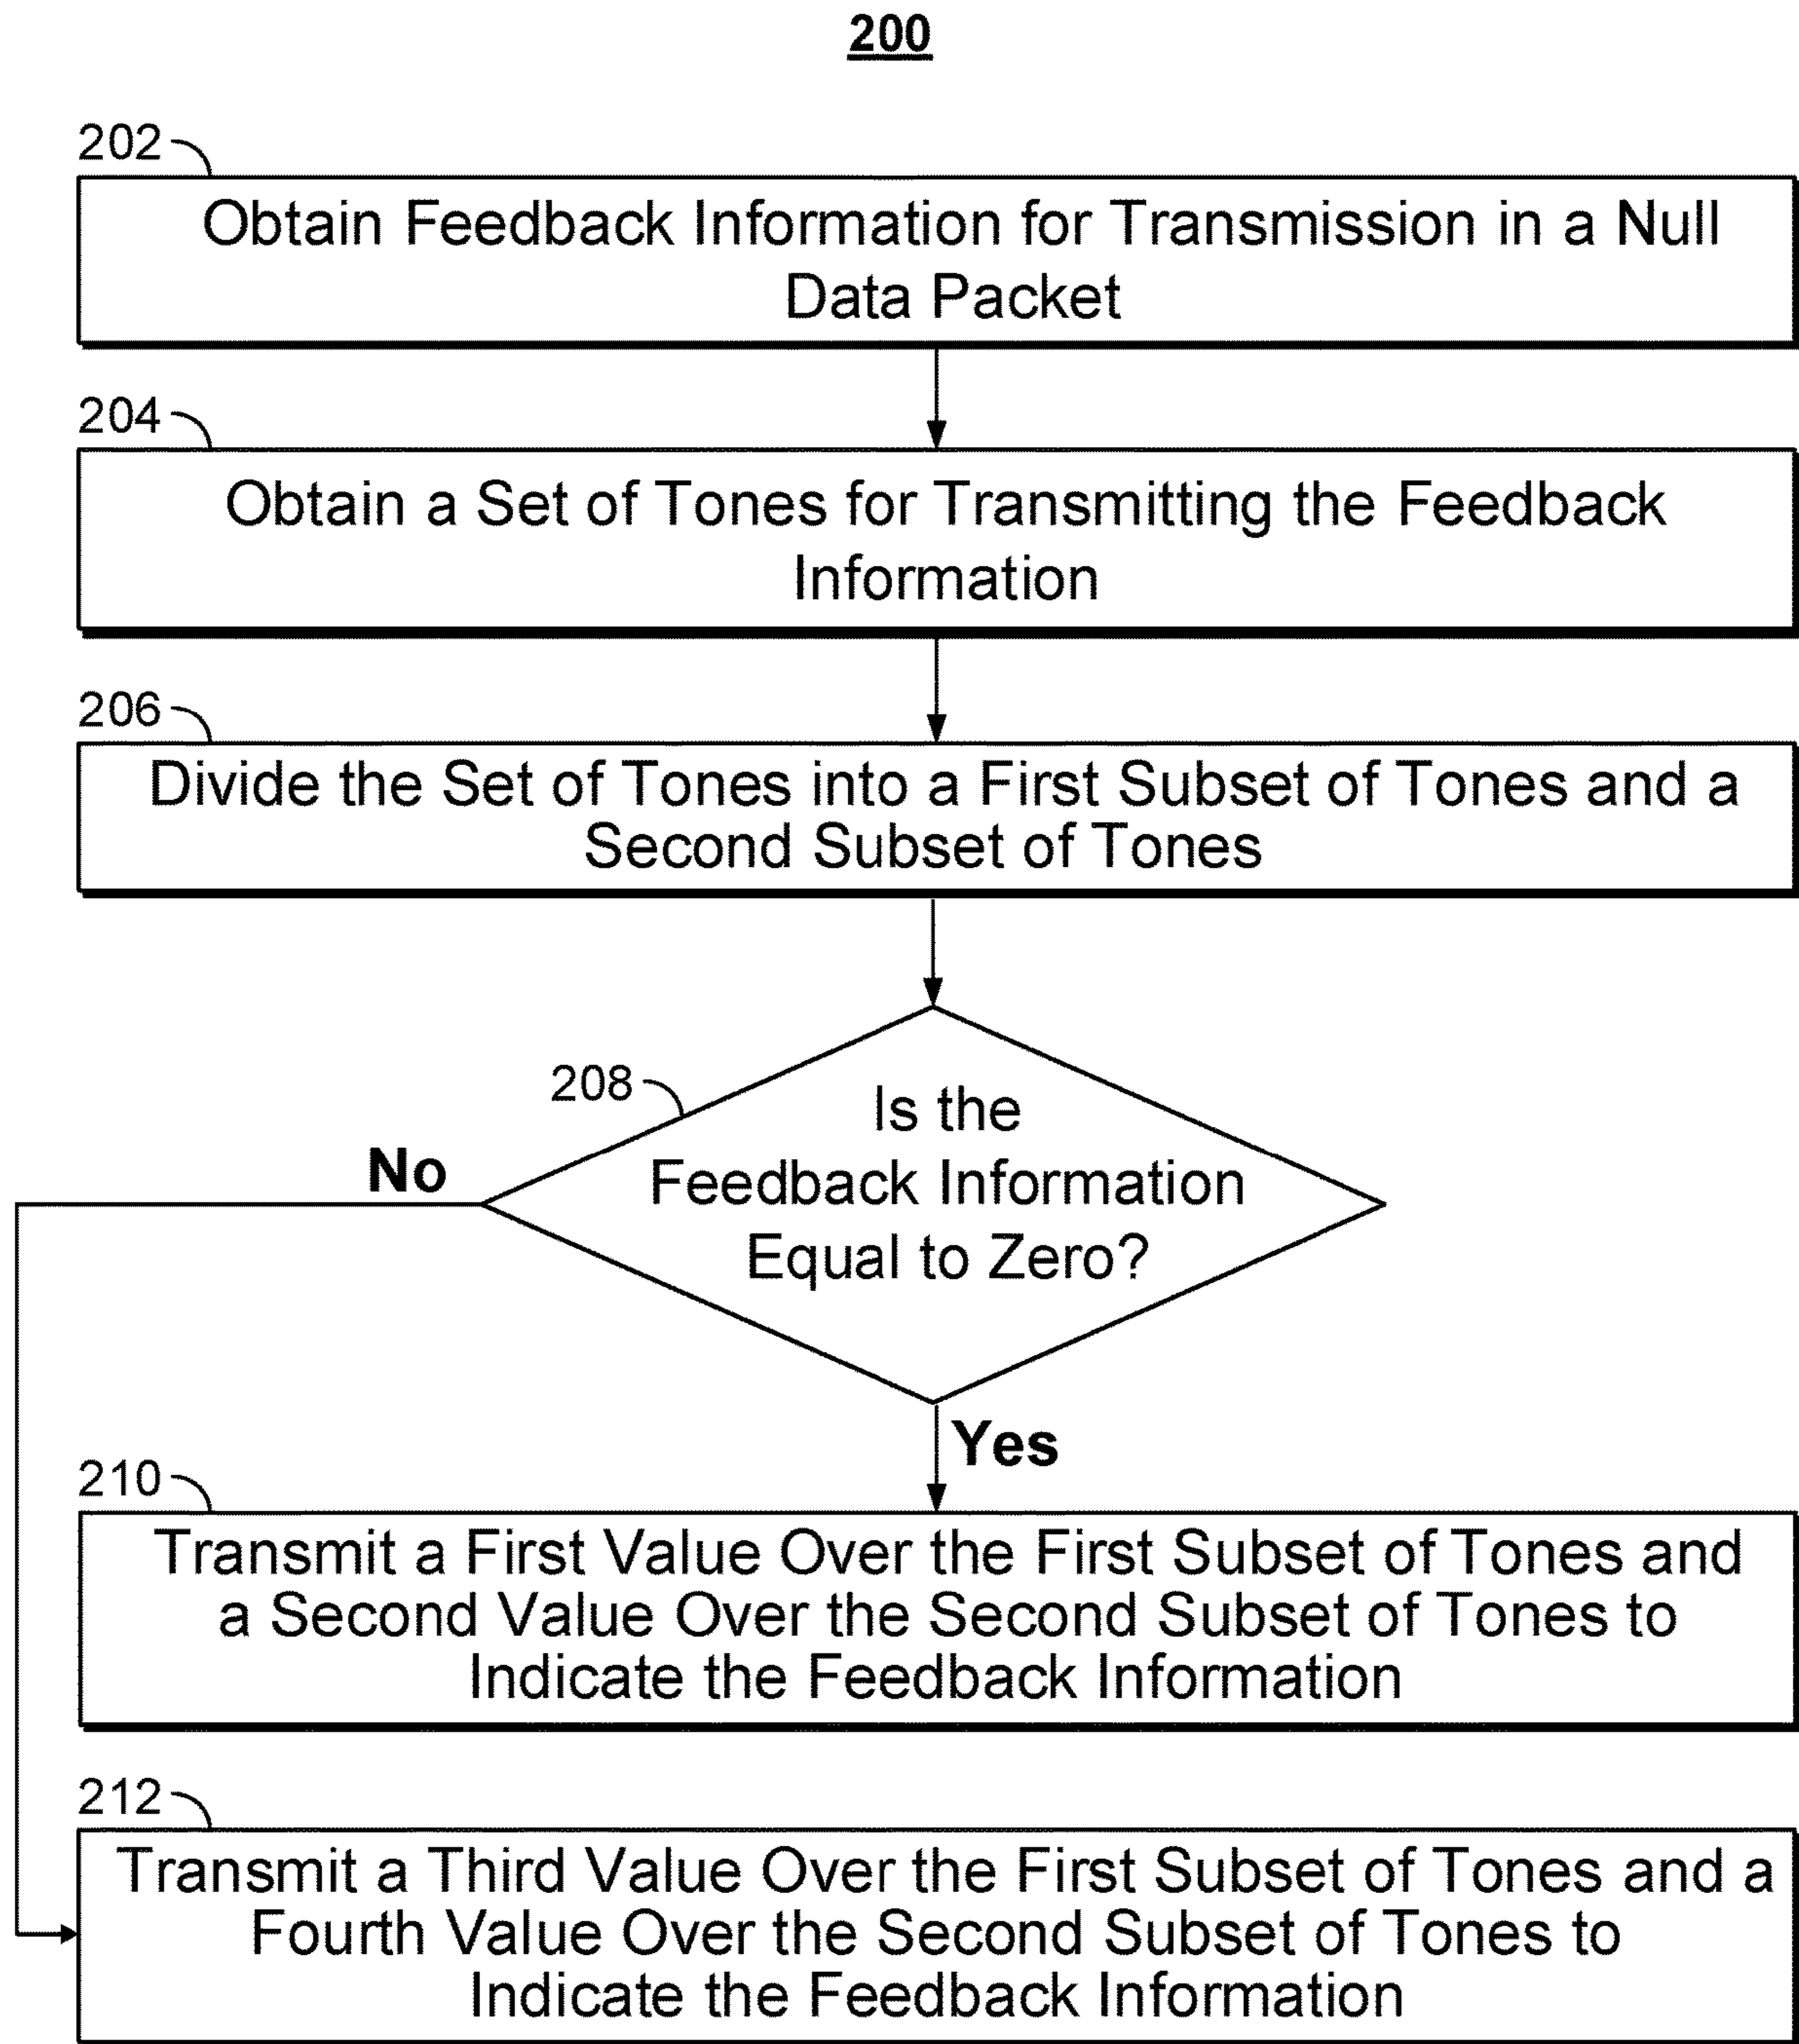 200
202
Obtain Feedback Information for Transmission in a Null
Data Packet
204
Obtain a Set of Tones for Transmitting the Feedback
Information
206
Divide the Set of Tones into a First Subset of Tones and a
Second Subset of Tones
208
Is the
Feedback Information
Equal to Zero?
No
Yes
210
Transmit a First Value Over the First Subset of Tones and
a Second Value Over the Second Subset of Tones to
Indicate the Feedback Information
212
Transmit a Third Value Over the First Subset of Tones and a
Fourth Value Over the Second Subset of Tones to
Indicate the Feedback Information